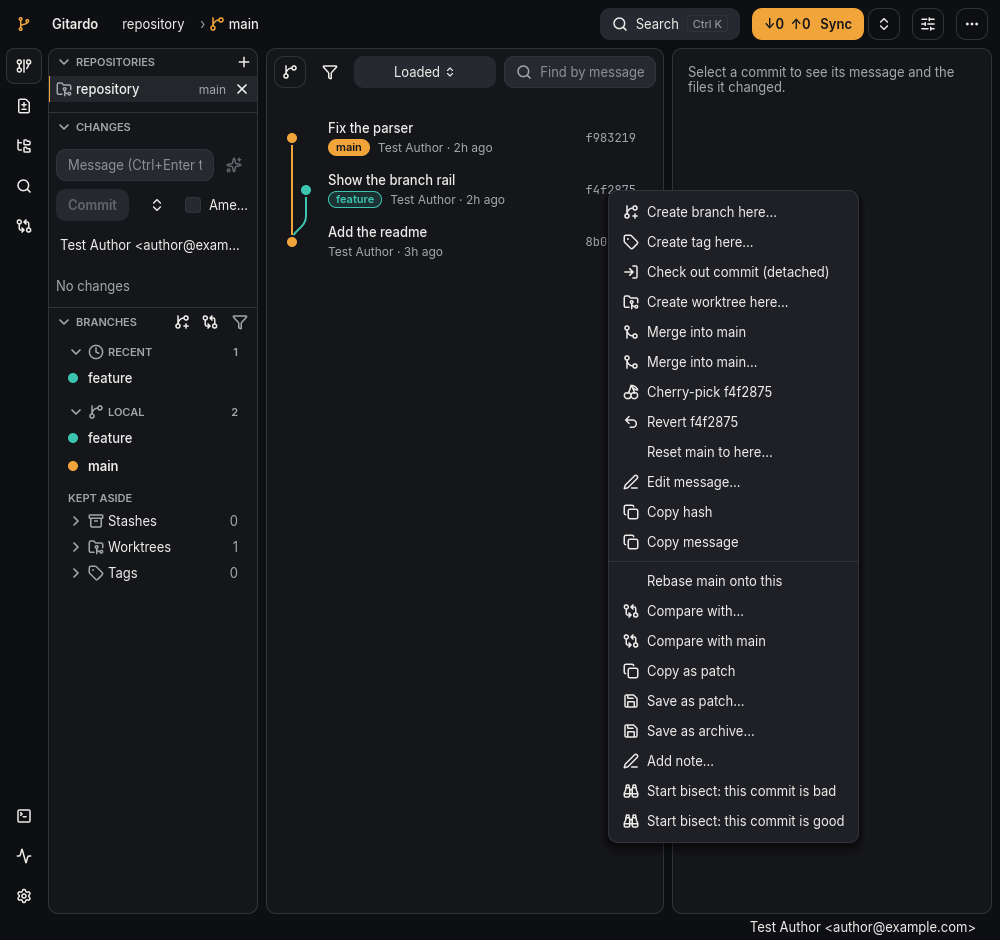 Gitardo
repository
› main
Search Ctrl K
↓0 ↑0 Sync
REPOSITORIES
repository main
CHANGES
Message (Ctrl+Enter t
Commit
Ame...
Test Author <author@exam...
No changes
BRANCHES
RECENT 1
feature
LOCAL 2
feature
main
KEPT ASIDE
Stashes 0
Worktrees 1
Tags 0
Loaded
Find by message
Fix the parser
main Test Author · 2h ago
f983219
Show the branch rail
feature Test Author · 2h ago
f4f2875
Add the readme
Test Author · 3h ago
8b0
Select a commit to see its message and the
files it changed.
Create branch here...
Create tag here...
Check out commit (detached)
Create worktree here...
Merge into main
Merge into main...
Cherry-pick f4f2875
Revert f4f2875
Reset main to here...
Edit message...
Copy hash
Copy message
Rebase main onto this
Compare with...
Compare with main
Copy as patch
Save as patch...
Save as archive...
Add note...
Start bisect: this commit is bad
Start bisect: this commit is good
Test Author <author@example.com>